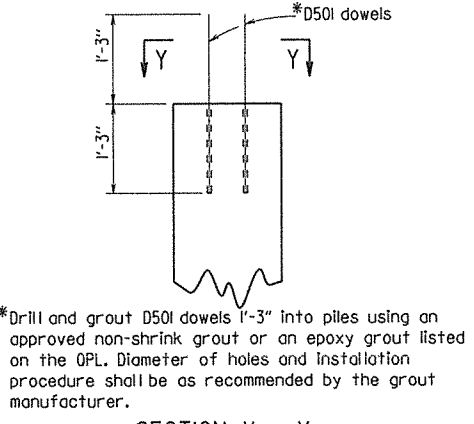 *D501 dowels
1'-3"
Y
Y
1'-3"
*Drill and grout D501 dowels 1'-3" into piles using an
approved non-shrink grout or an epoxy grout listed
on the QPL. Diameter of holes and installation
procedure shall be as recommended by the grout
manufacturer.
SECTION Y - Y